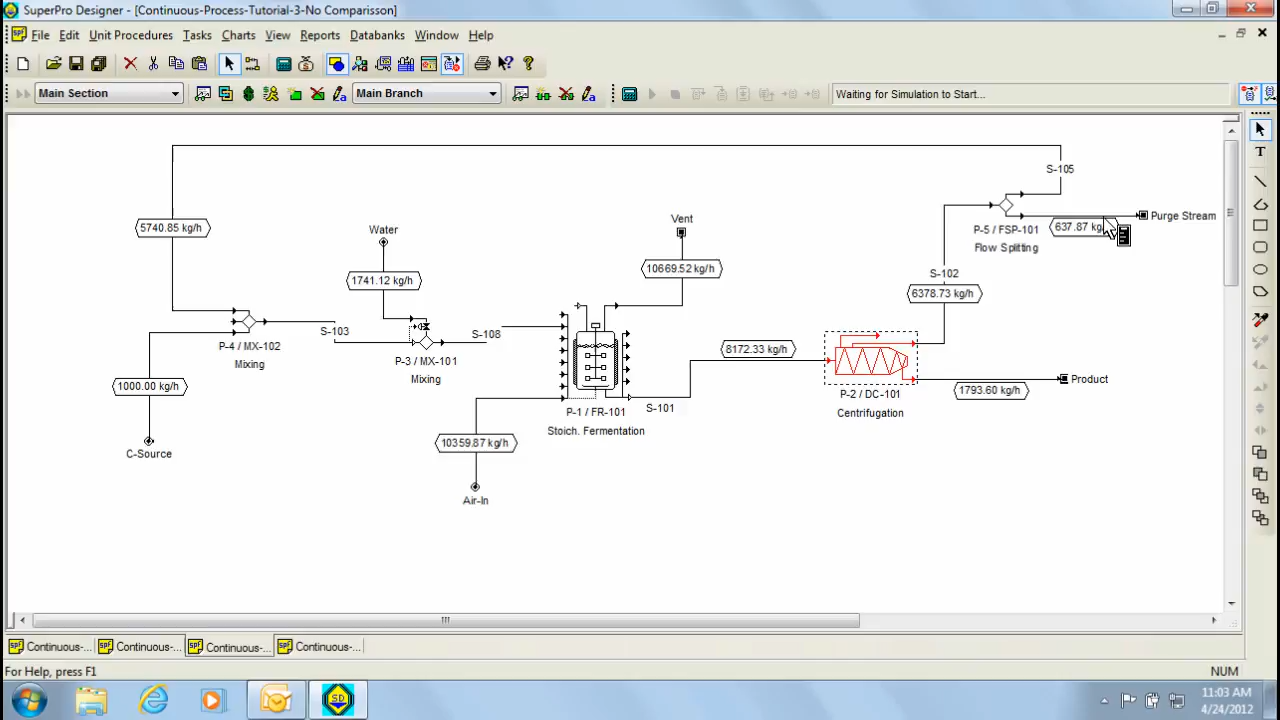 SuperPro Designer - [Continuous-Process-Tutorial-3-No Comparisson]
File Edit Unit Procedures Tasks Charts View Reports Databanks Window Help
Main Section
Main Branch
Waiting for Simulation to Start...
S-105
Purge Stream
637.87 kg
P-5 / FSP-101
Flow Splitting
5740.85 kg/h
Water
1741.12 kg/h
Vent
10669.52 kg/h
S-102
6378.73 kg/h
S-103
S-108
P-4 / MX-102
Mixing
P-3 / MX-101
Mixing
1000.00 kg/h
C-Source
P-1 / FR-101
Stoich. Fermentation
S-101
8172.33 kg/h
P-2 / DC-101
Centrifugation
Product
1793.60 kg/h
10359.87 kg/h
Air-In
Continuous-... Continuous-... Continuous-... Continuous-...
For Help, press F1
NUM
SD
11:03 AM
4/24/2012